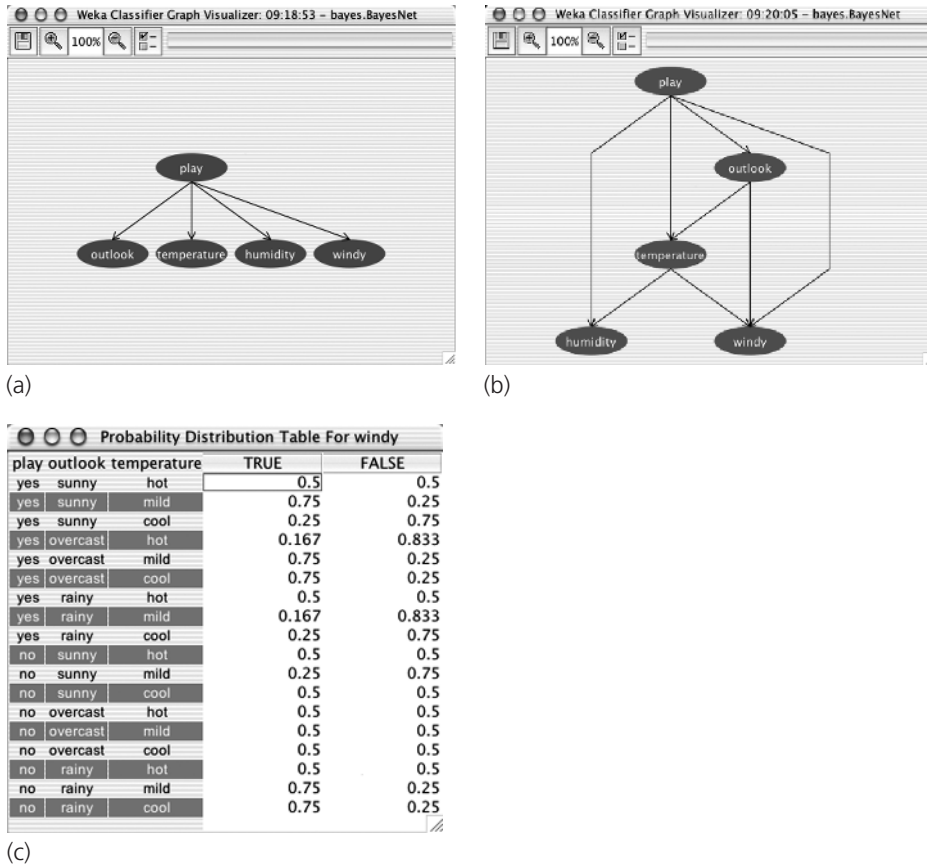 Weka Classifier Graph Visualizer: 09:18:53 – bayes.BayesNet
100%
play
outlook temperature humidity windy
(a)
Weka Classifier Graph Visualizer: 09:20:05 – bayes.BayesNet
100%
play
outlook
temperature
humidity windy
(b)
Probability Distribution Table For windy
play outlook temperature TRUE FALSE
yes sunny hot 0.5 0.5
yes sunny mild 0.75 0.25
yes sunny cool 0.25 0.75
yes overcast hot 0.167 0.833
yes overcast mild 0.75 0.25
yes overcast cool 0.75 0.25
yes rainy hot 0.5 0.5
yes rainy mild 0.167 0.833
yes rainy cool 0.25 0.75
no sunny hot 0.5 0.5
no sunny mild 0.25 0.75
no sunny cool 0.5 0.5
no overcast hot 0.5 0.5
no overcast mild 0.5 0.5
no overcast cool 0.5 0.5
no rainy hot 0.5 0.5
no rainy mild 0.75 0.25
no rainy cool 0.75 0.25
(c)